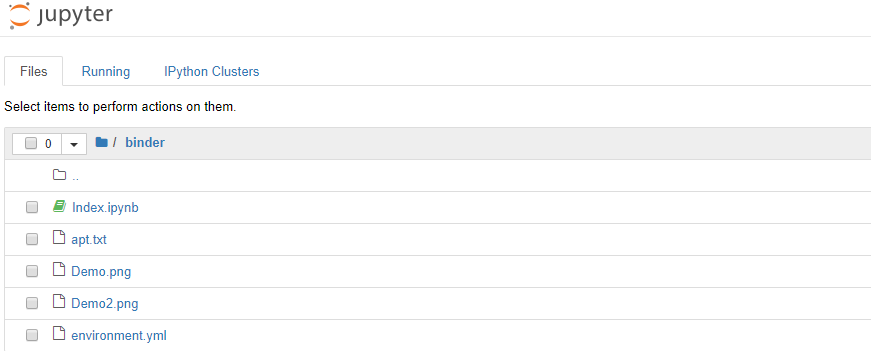 jupyter
Files Running IPython Clusters
Select items to perform actions on them.
0 / binder
..
Index.ipynb
apt.txt
Demo.png
Demo2.png
environment.yml